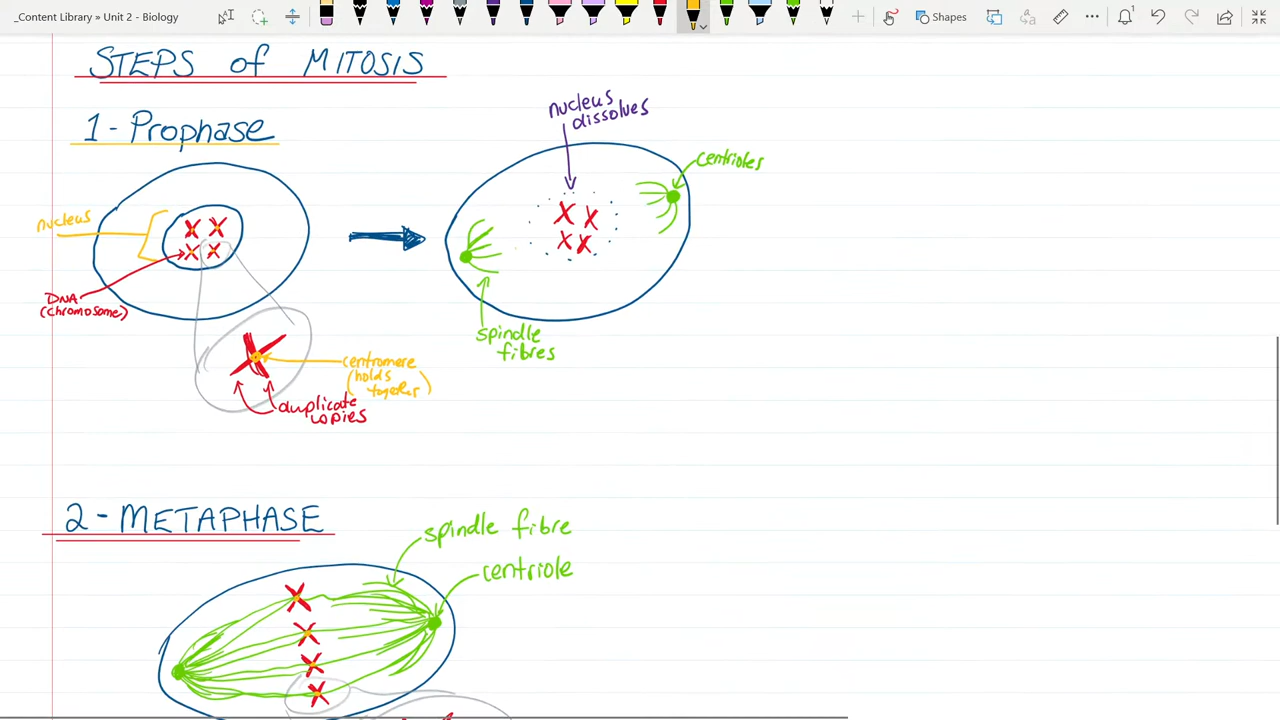 _Content Library » Unit 2 - Biology
Shapes
STEPS of MITOSIS
1 - Prophase
nucleus
dissolves
centrioles
nucleus
DNA
(chromosome)
spindle
fibres
centromere
(holds
together)
duplicate
copies
2 - METAPHASE
spindle fibre
centriole